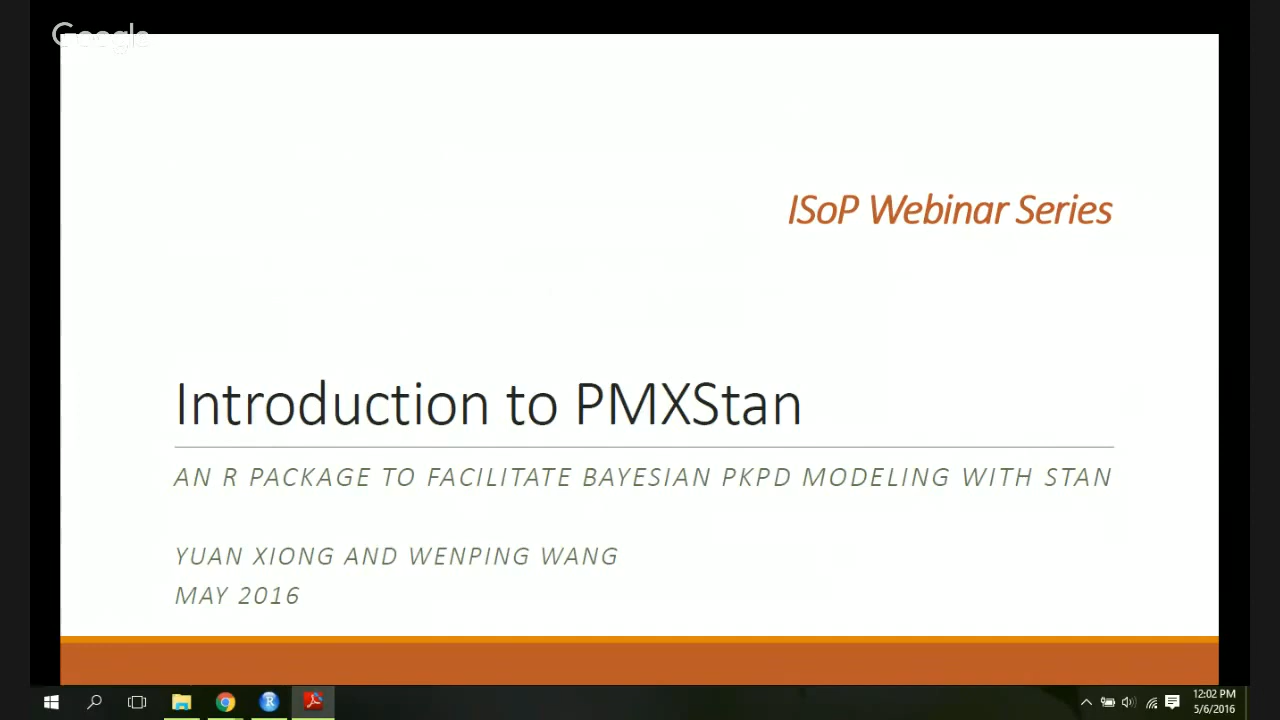 Google
ISoP Webinar Series
Introduction to PMXStan
AN R PACKAGE TO FACILITATE BAYESIAN PKPD MODELING WITH STAN
YUAN XIONG AND WENPING WANG
MAY 2016
12:02 PM
5/6/2016